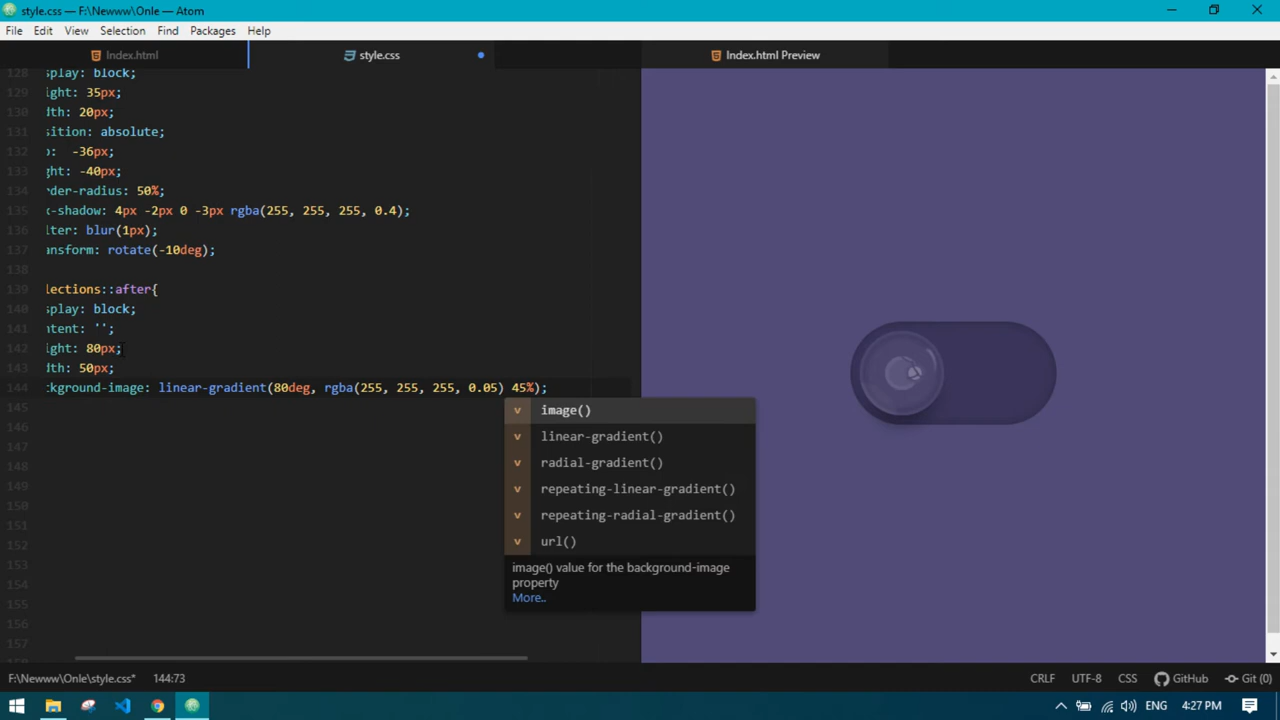 style.css — F:\Newww\Onle — Atom
File Edit View Selection Find Packages Help
Index.html style.css Index.html Preview
128 splay: block;
129 ight: 35px;
130 dth: 20px;
131 sition: absolute;
132 p: -36px;
133 ght: -40px;
134 rder-radius: 50%;
135 x-shadow: 4px -2px 0 -3px rgba(255, 255, 255, 0.4);
136 lter: blur(1px);
137 ansform: rotate(-10deg);
138
139 lections::after{
140 splay: block;
141 ntent: '';
142 ight: 80px;
143 dth: 50px;
144 ckground-image: linear-gradient(80deg, rgba(255, 255, 255, 0.05) 45%);
145
146
147
148
149
150
151
152
153
154
155
156
157
v image()
v linear-gradient()
v radial-gradient()
v repeating-linear-gradient()
v repeating-radial-gradient()
v url()
image() value for the background-image
property
More..
F:\Newww\Onle\style.css* 144:73 CRLF UTF-8 CSS GitHub Git (0)
ENG 4:27 PM